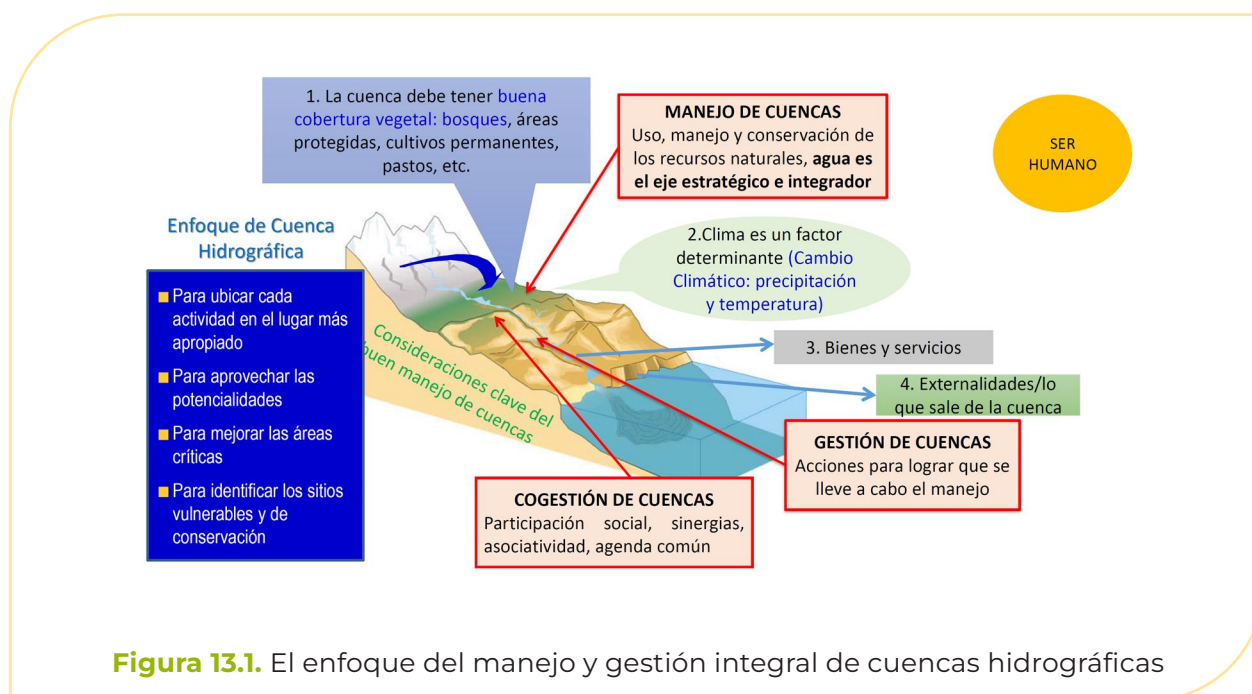 1. La cuenca debe tener buena
cobertura vegetal: bosques, áreas
protegidas, cultivos permanentes,
pastos, etc.
MANEJO DE CUENCAS
Uso, manejo y conservación de
los recursos naturales, agua es
el eje estratégico e integrador
SER
HUMANO
Enfoque de Cuenca
Hidrográfica
Para ubicar cada
actividad en el lugar más
apropiado
Para aprovechar las
potencialidades
Para mejorar las áreas
críticas
Para identificar los sitios
vulnerables y de
conservación
2.Clima es un factor
determinante (Cambio
Climático: precipitación
y temperatura)
Consideraciones clave del
buen manejo de cuencas
3. Bienes y servicios
4. Externalidades/lo
que sale de la cuenca
GESTIÓN DE CUENCAS
Acciones para lograr que se
lleve a cabo el manejo
COGESTIÓN DE CUENCAS
Participación social, sinergias,
asociatividad, agenda común
Figura 13.1. El enfoque del manejo y gestión integral de cuencas hidrográficas